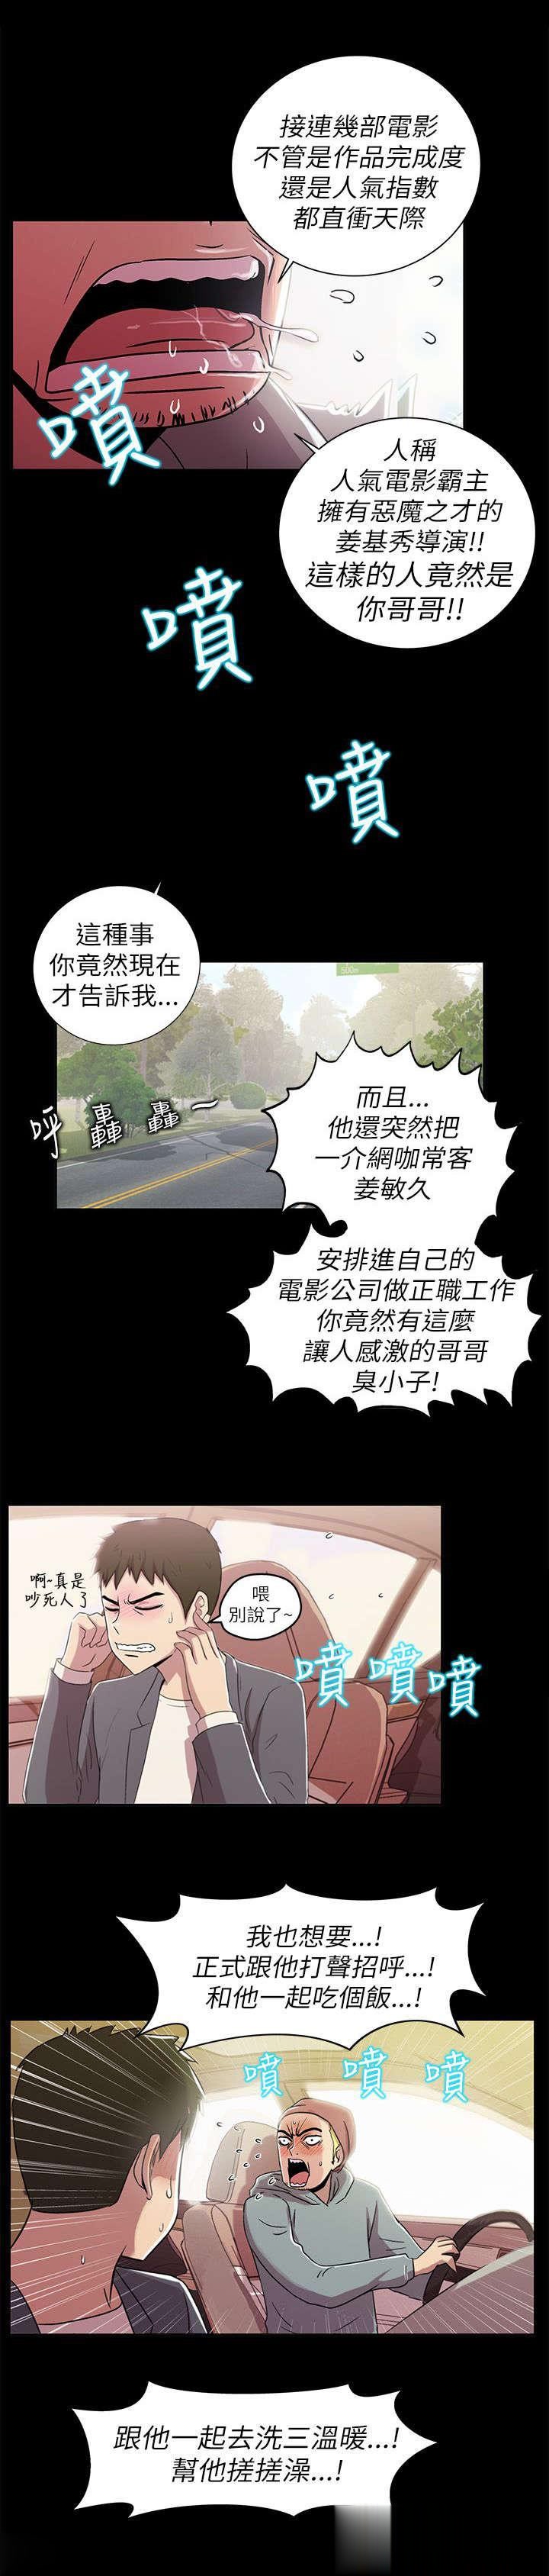 接連幾部電影
不管是作品完成度
還是人氣指數
都直衝天際
噴
人稱
人氣電影霸主
擁有惡魔之才的
姜基秀導演!!
這樣的人竟然是
你哥哥!!
噴
噴
這種事
你竟然現在
才告訴我...
500m
呼轟轟~
而且...
他還突然把
一介網咖常客
姜敏久
安排進自己的
電影公司做正職工作
你竟然有這麼
讓人感激的哥哥
臭小子!
啊~真是
吵死人了
喂
別說了~
噴噴噴
我也想要...!
正式跟他打聲招呼...!
和他一起吃個飯...!
噴噴噴
跟他一起去洗三溫暖...!
幫他搓搓澡...!